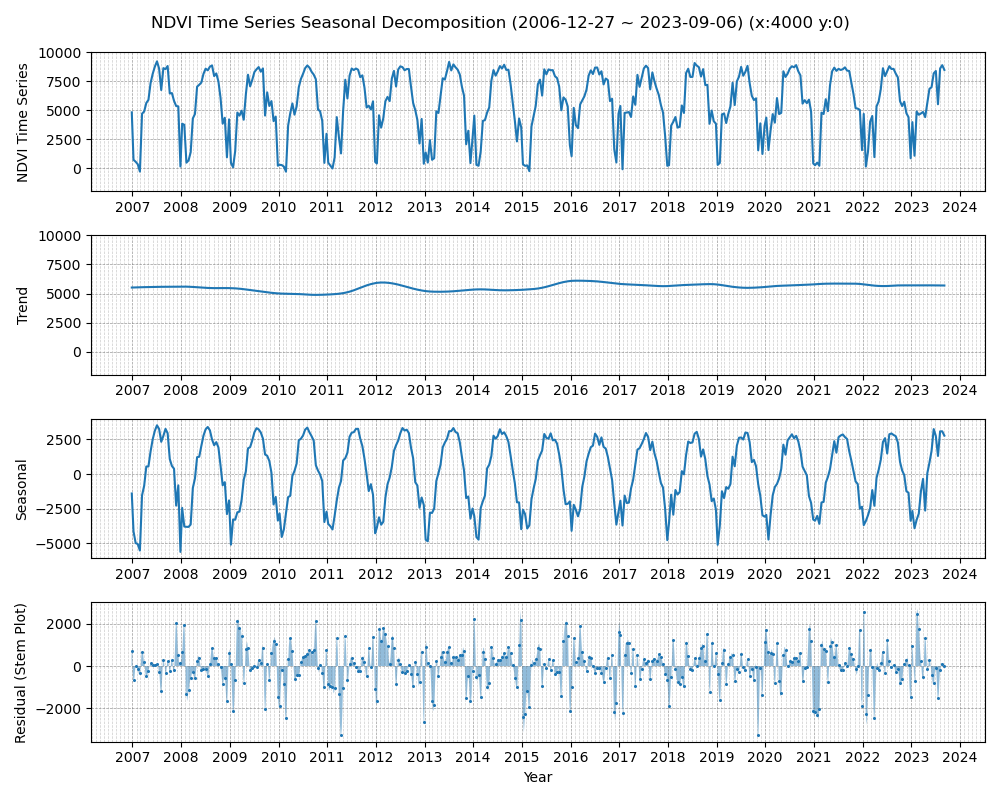 NDVI Time Series Seasonal Decomposition (2006-12-27 ~ 2023-09-06) (x:4000 y:0)
NDVI Time Series
10000
7500
5000
2500
0
2007 2008 2009 2010 2011 2012 2013 2014 2015 2016 2017 2018 2019 2020 2021 2022 2023 2024
Trend
10000
7500
5000
2500
0
2007 2008 2009 2010 2011 2012 2013 2014 2015 2016 2017 2018 2019 2020 2021 2022 2023 2024
Seasonal
2500
0
−2500
−5000
2007 2008 2009 2010 2011 2012 2013 2014 2015 2016 2017 2018 2019 2020 2021 2022 2023 2024
Residual (Stem Plot)
2000
0
−2000
2007 2008 2009 2010 2011 2012 2013 2014 2015 2016 2017 2018 2019 2020 2021 2022 2023 2024
Year